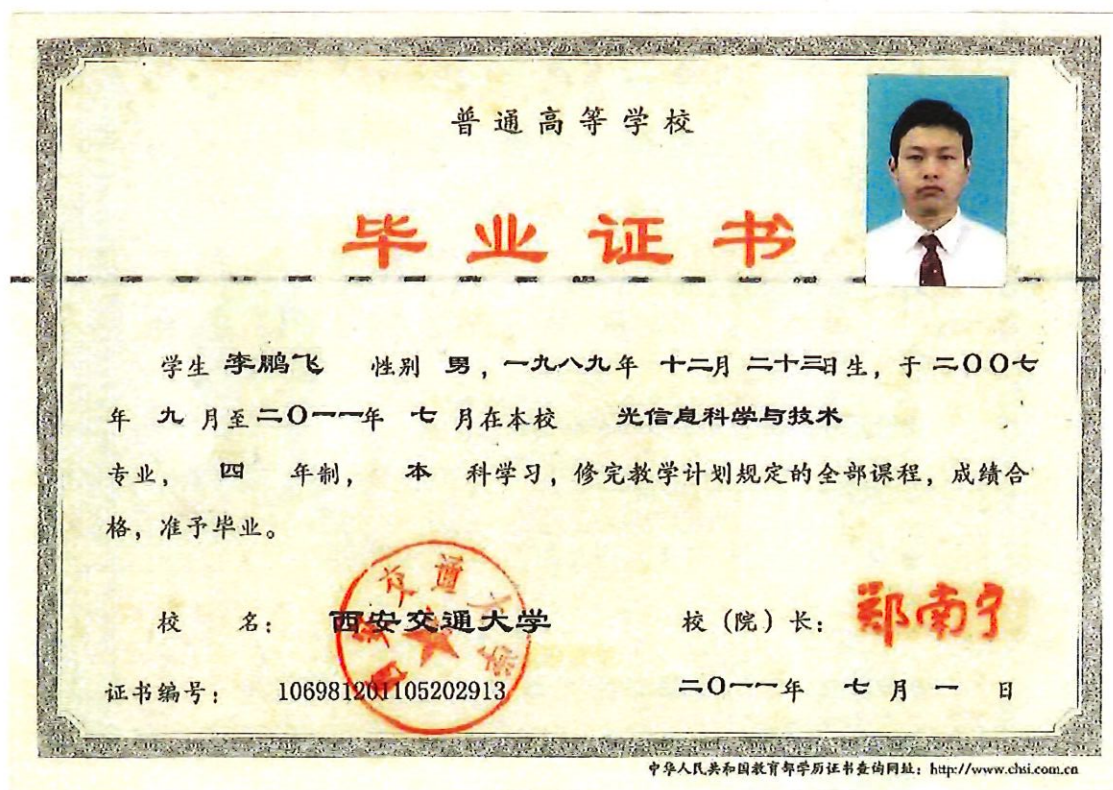 普通高等学校
毕业证书
学生 李鹏飞 性别 男，一九八九年 十二月 二十三日生，于 二〇〇七
年 九 月至二〇一一年 七 月在本校 光信息科学与技术
专业， 四 年制， 本 科学习，修完教学计划规定的全部课程，成绩合
格，准予毕业。
校 名： 西安交通大学 校（院）长： 郑南宁
证书编号： 106981201105202913 二〇一一年 七 月 一 日
西安交通大学
中华人民共和国教育部学历证书查询网址：http://www.chsi.com.cn